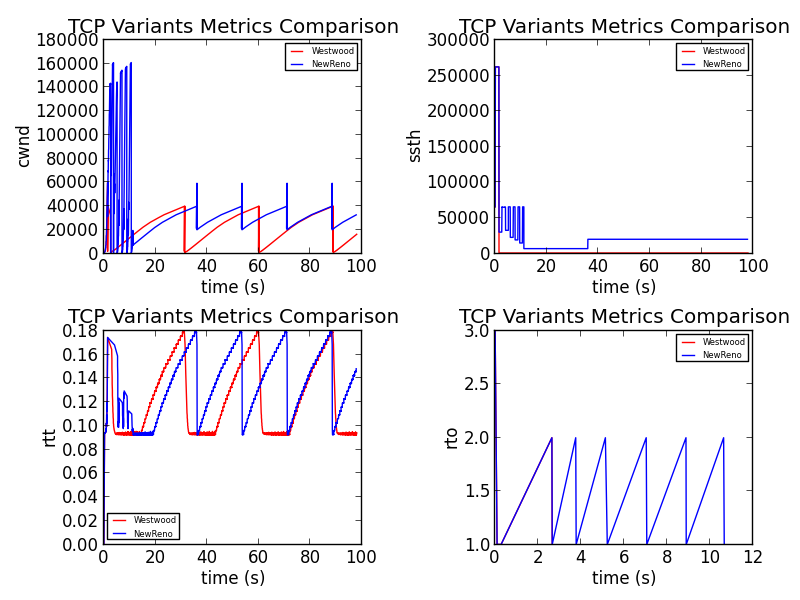 TCP Variants Metrics Comparison
180000
160000
140000
120000
100000
80000
60000
40000
20000
0
cwnd
Westwood
NewReno
0 20 40 60 80 100
time (s)
TCP Variants Metrics Comparison
300000
250000
200000
150000
100000
50000
0
ssth
Westwood
NewReno
0 20 40 60 80 100
time (s)
TCP Variants Metrics Comparison
0.18
0.16
0.14
0.12
0.10
0.08
0.06
0.04
0.02
0.00
rtt
Westwood
NewReno
0 20 40 60 80 100
time (s)
TCP Variants Metrics Comparison
3.0
2.5
2.0
1.5
1.0
rto
Westwood
NewReno
0 2 4 6 8 10 12
time (s)